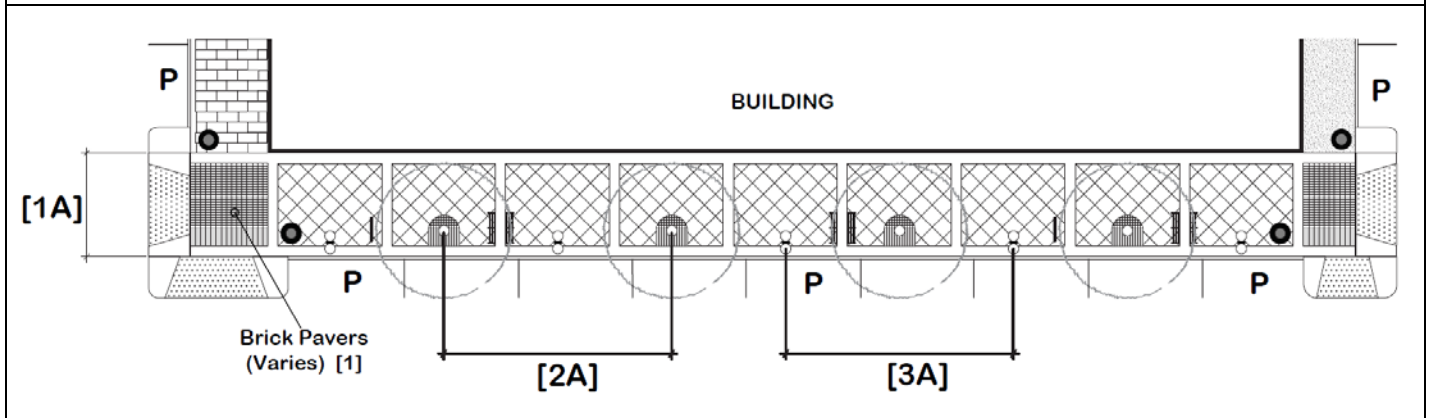 P
BUILDING
P
[1A]
P
P
P
Brick Pavers
(Varies) [1]
[2A]
[3A]